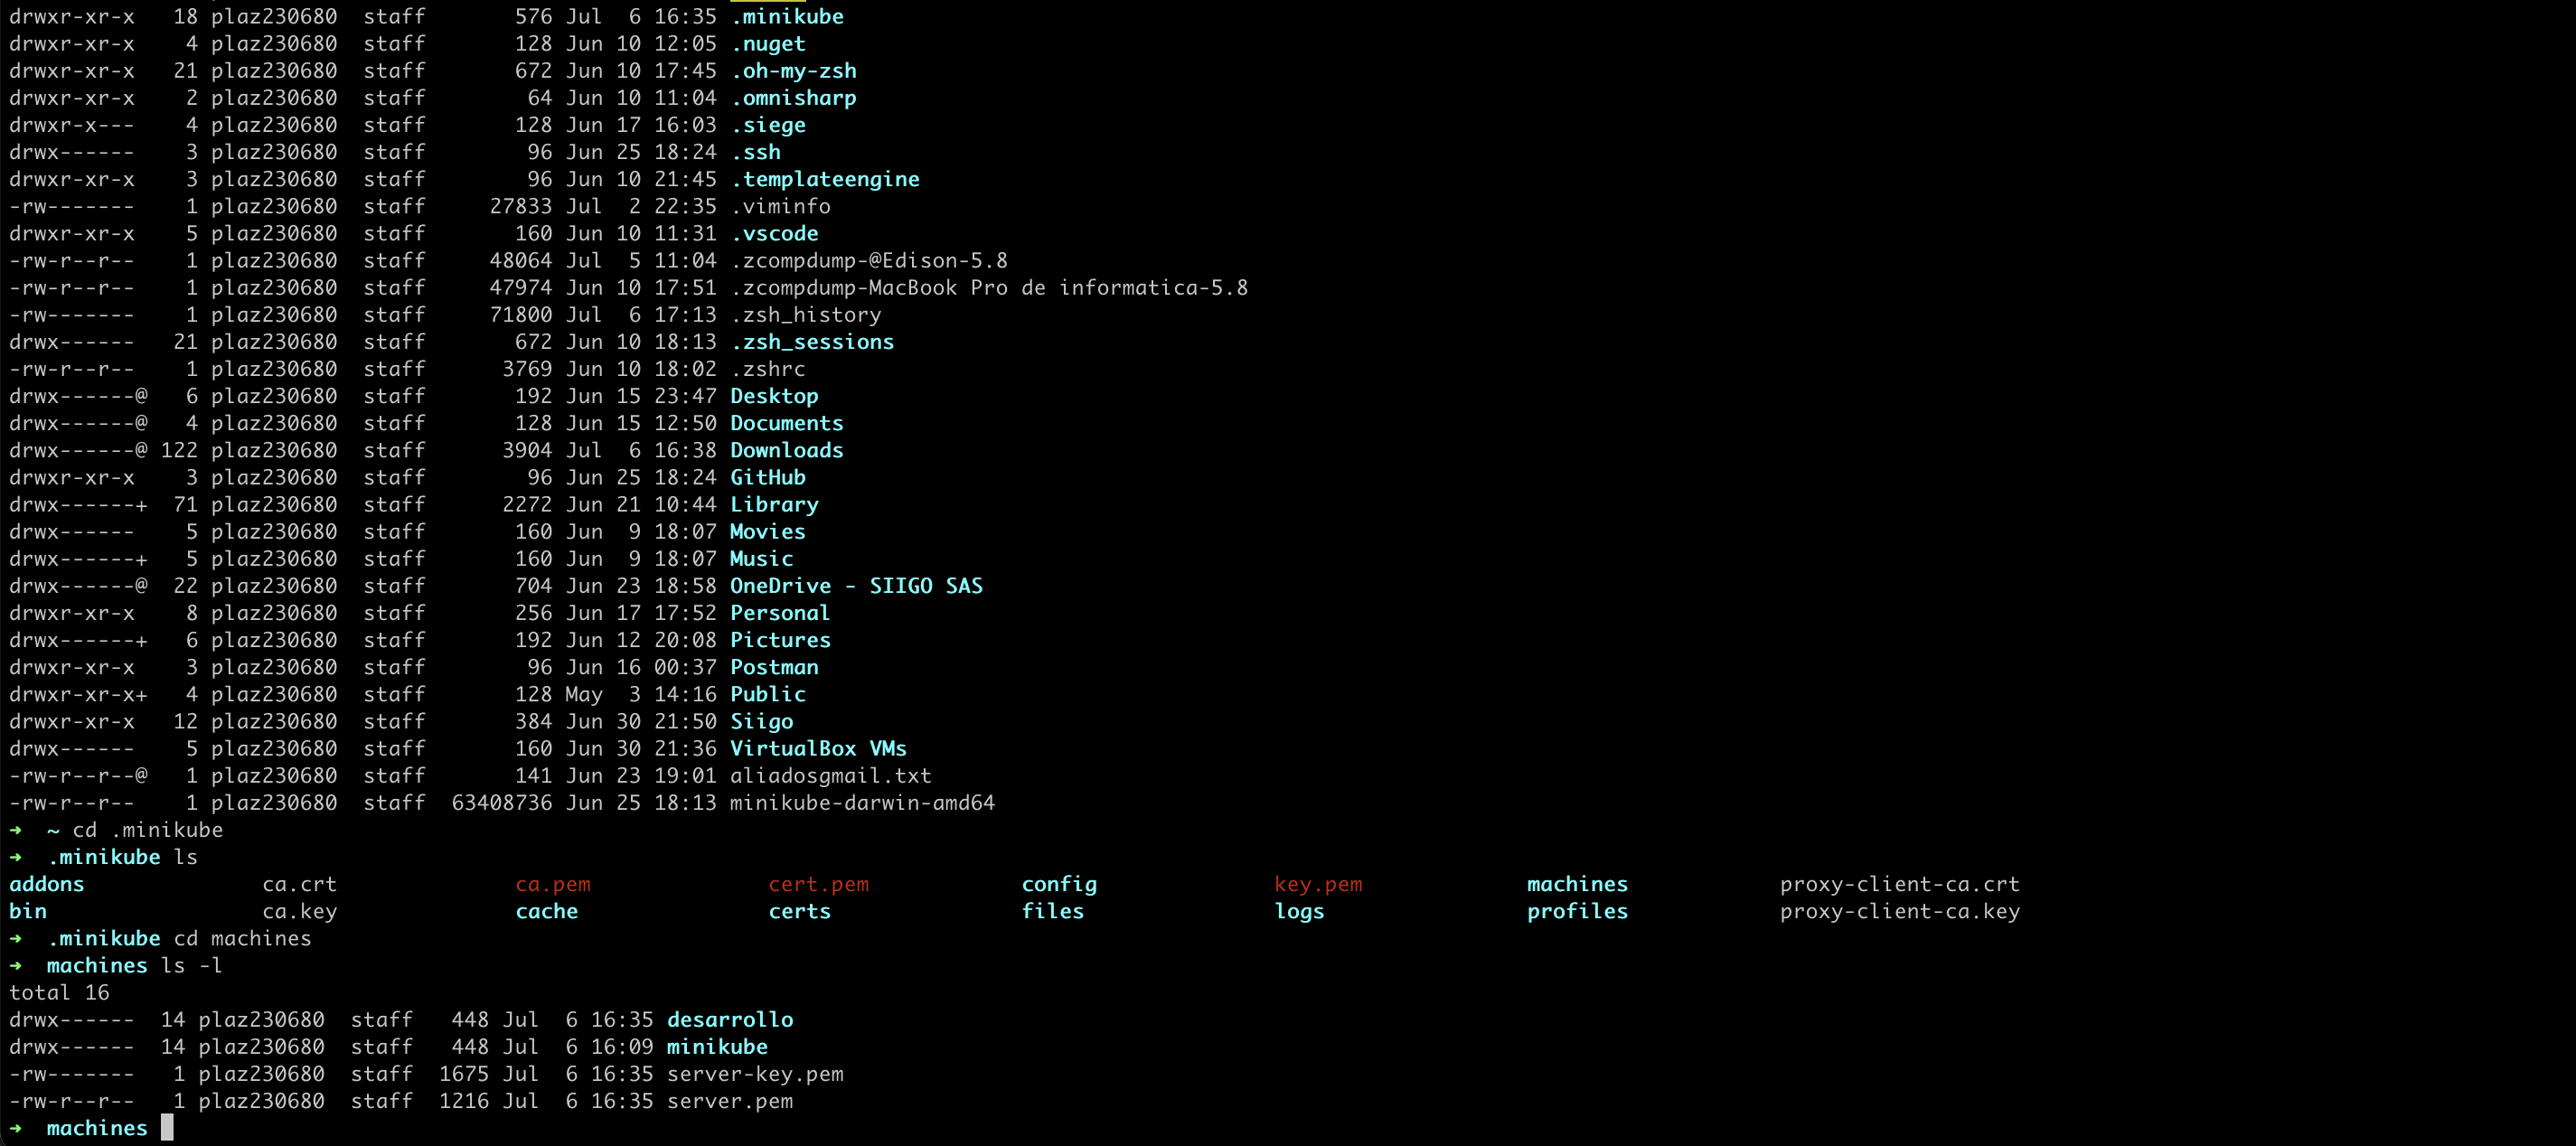 drwxr-xr-x   18 plaz230680  staff       576 Jul  6 16:35 .minikube
drwxr-xr-x    4 plaz230680  staff       128 Jun 10 12:05 .nuget
drwxr-xr-x   21 plaz230680  staff       672 Jun 10 17:45 .oh-my-zsh
drwxr-xr-x    2 plaz230680  staff        64 Jun 10 11:04 .omnisharp
drwxr-x---    4 plaz230680  staff       128 Jun 17 16:03 .siege
drwx------    3 plaz230680  staff        96 Jun 25 18:24 .ssh
drwxr-xr-x    3 plaz230680  staff        96 Jun 10 21:45 .templateengine
-rw-------    1 plaz230680  staff     27833 Jul  2 22:35 .viminfo
drwxr-xr-x    5 plaz230680  staff       160 Jun 10 11:31 .vscode
-rw-r--r--    1 plaz230680  staff     48064 Jul  5 11:04 .zcompdump-@Edison-5.8
-rw-r--r--    1 plaz230680  staff     47974 Jun 10 17:51 .zcompdump-MacBook Pro de informatica-5.8
-rw-------    1 plaz230680  staff     71800 Jul  6 17:13 .zsh_history
drwx------   21 plaz230680  staff       672 Jun 10 18:13 .zsh_sessions
-rw-r--r--    1 plaz230680  staff      3769 Jun 10 18:02 .zshrc
drwx------@   6 plaz230680  staff       192 Jun 15 23:47 Desktop
drwx------@   4 plaz230680  staff       128 Jun 15 12:50 Documents
drwx------@ 122 plaz230680  staff      3904 Jul  6 16:38 Downloads
drwxr-xr-x    3 plaz230680  staff        96 Jun 25 18:24 GitHub
drwx------+  71 plaz230680  staff      2272 Jun 21 10:44 Library
drwx------    5 plaz230680  staff       160 Jun  9 18:07 Movies
drwx------+   5 plaz230680  staff       160 Jun  9 18:07 Music
drwx------@  22 plaz230680  staff       704 Jun 23 18:58 OneDrive - SIIGO SAS
drwxr-xr-x    8 plaz230680  staff       256 Jun 17 17:52 Personal
drwx------+   6 plaz230680  staff       192 Jun 12 20:08 Pictures
drwxr-xr-x    3 plaz230680  staff        96 Jun 16 00:37 Postman
drwxr-xr-x+   4 plaz230680  staff       128 May  3 14:16 Public
drwxr-xr-x   12 plaz230680  staff       384 Jun 30 21:50 Siigo
drwx------    5 plaz230680  staff       160 Jun 30 21:36 VirtualBox VMs
-rw-r--r--@   1 plaz230680  staff       141 Jun 23 19:01 aliadosgmail.txt
-rw-r--r--    1 plaz230680  staff  63408736 Jun 25 18:13 minikube-darwin-amd64
➜  ~ cd .minikube
➜  .minikube ls
addons              ca.crt              ca.pem              cert.pem            config              key.pem             machines            proxy-client-ca.crt
bin                 ca.key              cache               certs               files               logs                profiles            proxy-client-ca.key
➜  .minikube cd machines
➜  machines ls -l
total 16
drwx------  14 plaz230680  staff   448 Jul  6 16:35 desarrollo
drwx------  14 plaz230680  staff   448 Jul  6 16:09 minikube
-rw-------   1 plaz230680  staff  1675 Jul  6 16:35 server-key.pem
-rw-r--r--   1 plaz230680  staff  1216 Jul  6 16:35 server.pem
➜  machines